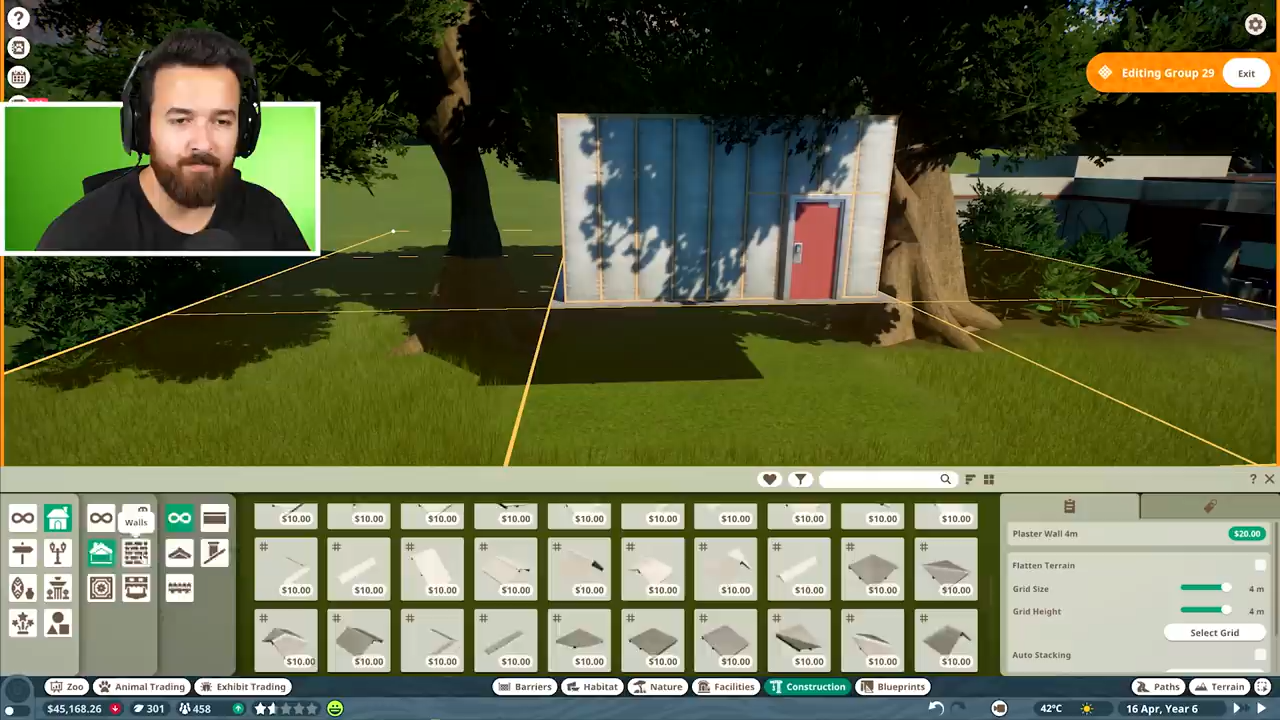 ?
Editing Group 29
Exit
? ×
Walls
$10.00 $10.00 $10.00 $10.00 $10.00 $10.00 $10.00 $10.00 $10.00 $10.00
# # # # # # # # # #
$10.00 $10.00 $10.00 $10.00 $10.00 $10.00 $10.00 $10.00 $10.00 $10.00
# # # # # # # # # #
$10.00 $10.00 $10.00 $10.00 $10.00 $10.00 $10.00 $10.00 $10.00 $10.00
Plaster Wall 4m $20.00
Flatten Terrain
Grid Size 4 m
Grid Height 4 m
Select Grid
Auto Stacking
Zoo Animal Trading Exhibit Trading Barriers Habitat Nature Facilities Construction Blueprints Paths Terrain
$45,168.26 301 458 42°C 16 Apr, Year 6